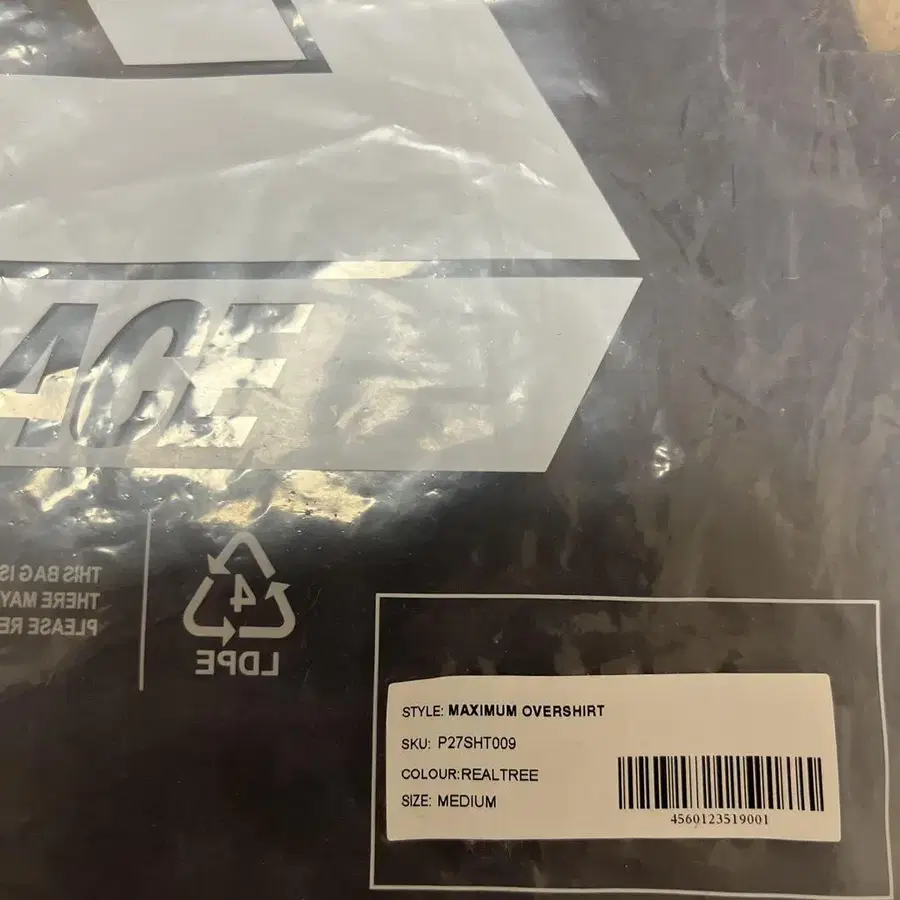 ACE
THIS BAG IS
THERE MAY
PLEASE RE
4
LDPE
STYLE: MAXIMUM OVERSHIRT
SKU: P27SHT009
COLOUR:REALTREE
SIZE: MEDIUM
4560123519001